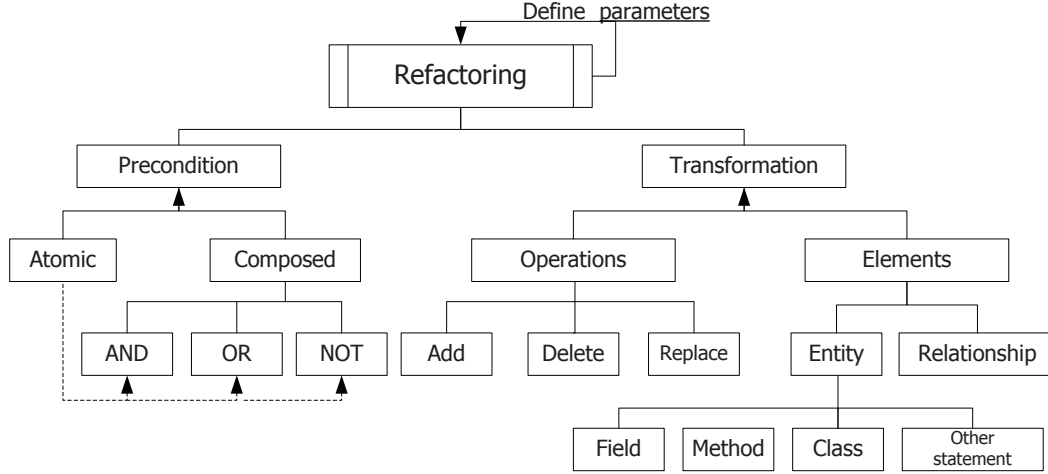 Define parameters
Refactoring
Precondition
Transformation
Atomic
Composed
Operations
Elements
AND
OR
NOT
Add
Delete
Replace
Entity
Relationship
Field
Method
Class
Other
statement